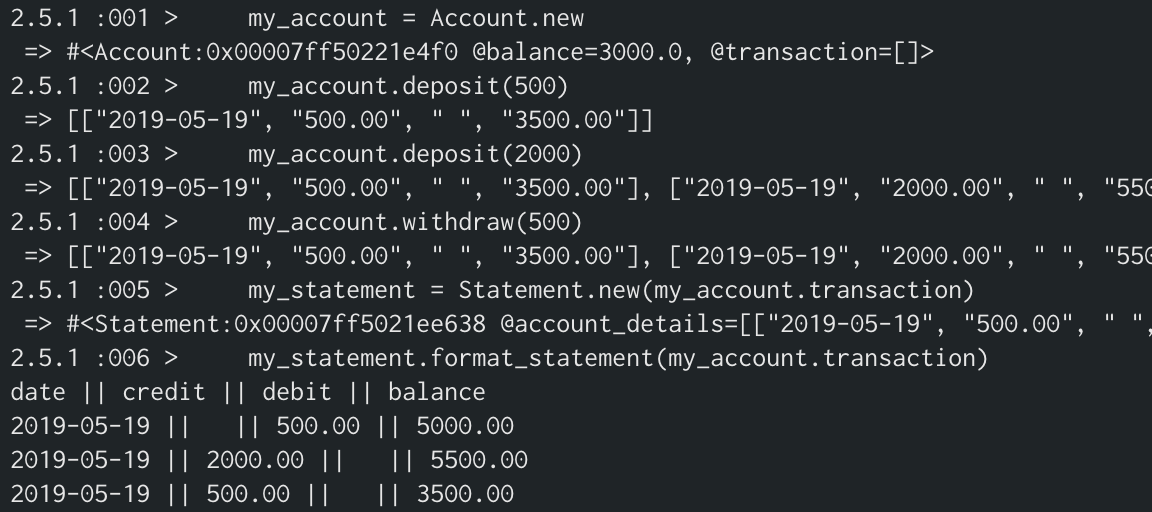 2.5.1 :001 >     my_account = Account.new
 => #<Account:0x00007ff50221e4f0 @balance=3000.0, @transaction=[]>
2.5.1 :002 >     my_account.deposit(500)
 => [["2019-05-19", "500.00", " ", "3500.00"]]
2.5.1 :003 >     my_account.deposit(2000)
 => [["2019-05-19", "500.00", " ", "3500.00"], ["2019-05-19", "2000.00", " ", "550
2.5.1 :004 >     my_account.withdraw(500)
 => [["2019-05-19", "500.00", " ", "3500.00"], ["2019-05-19", "2000.00", " ", "550
2.5.1 :005 >     my_statement = Statement.new(my_account.transaction)
 => #<Statement:0x00007ff5021ee638 @account_details=[["2019-05-19", "500.00", " ",
2.5.1 :006 >     my_statement.format_statement(my_account.transaction)
date || credit || debit || balance
2019-05-19 ||   || 500.00 || 5000.00
2019-05-19 || 2000.00 ||   || 5500.00
2019-05-19 || 500.00 ||   || 3500.00